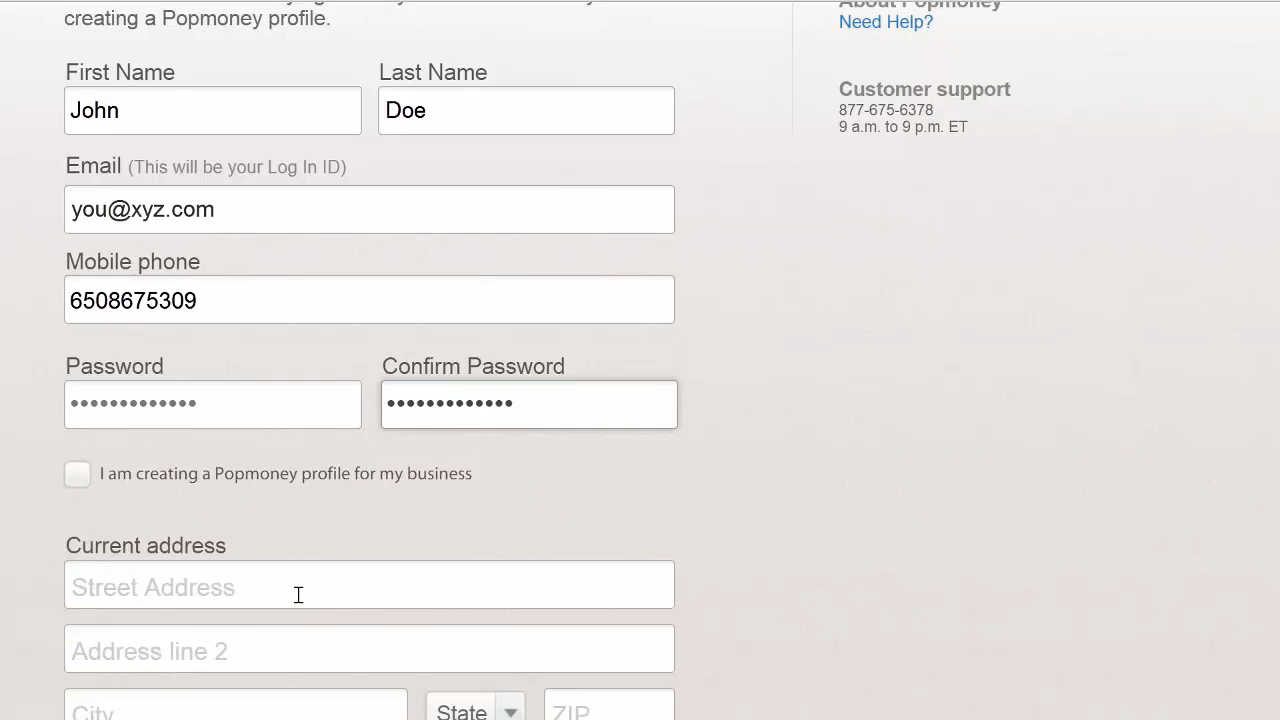 creating a Popmoney profile.
About Popmoney
Need Help?
First Name
Last Name
John
Doe
Customer support
877-675-6378
9 a.m. to 9 p.m. ET
Email (This will be your Log In ID)
you@xyz.com
Mobile phone
6508675309
Password
Confirm Password
•••••••••••••
•••••••••••••
I am creating a Popmoney profile for my business
Current address
Street Address
Address line 2
City
State
ZIP